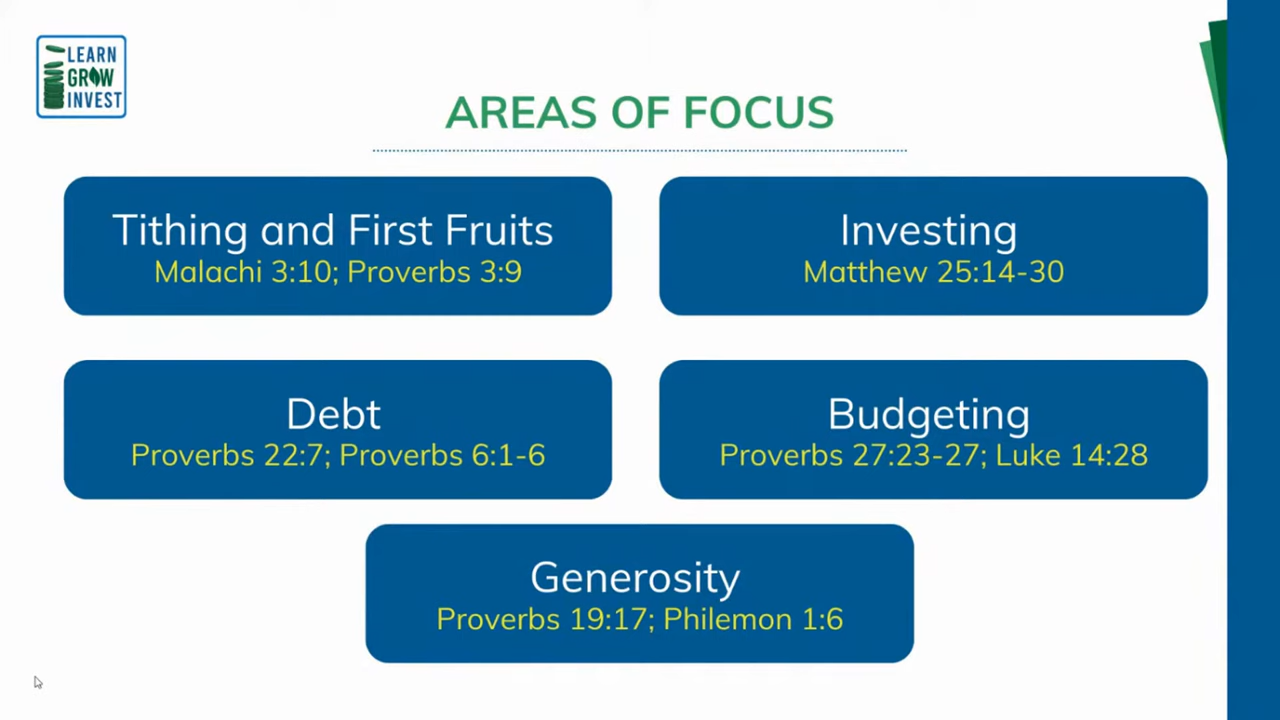 LEARN
GROW
INVEST
AREAS OF FOCUS
Tithing and First Fruits
Malachi 3:10; Proverbs 3:9
Investing
Matthew 25:14-30
Debt
Proverbs 22:7; Proverbs 6:1-6
Budgeting
Proverbs 27:23-27; Luke 14:28
Generosity
Proverbs 19:17; Philemon 1:6